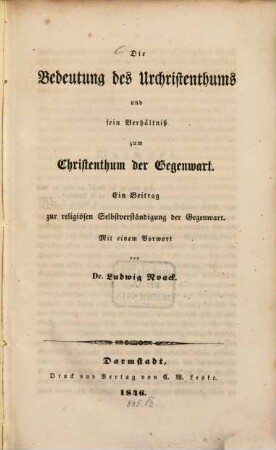 Die
Bedeutung des Urchristenthums
und
sein Verhältniß
zum
Christenthum der Gegenwart.
Ein Beitrag
zur religiösen Selbstverständigung der Gegenwart.
Mit einem Vorwort
von
Dr. Ludwig Noack.
Darmstadt,
Druck und Verlag von C. W. Leske.
1846.